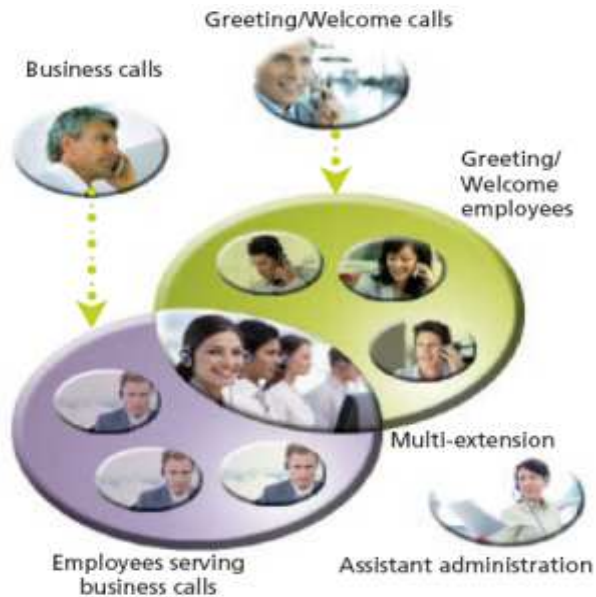 Greeting/Welcome calls
Business calls
Greeting/
Welcome
employees
Multi-extension
Employees serving
business calls
Assistant administration